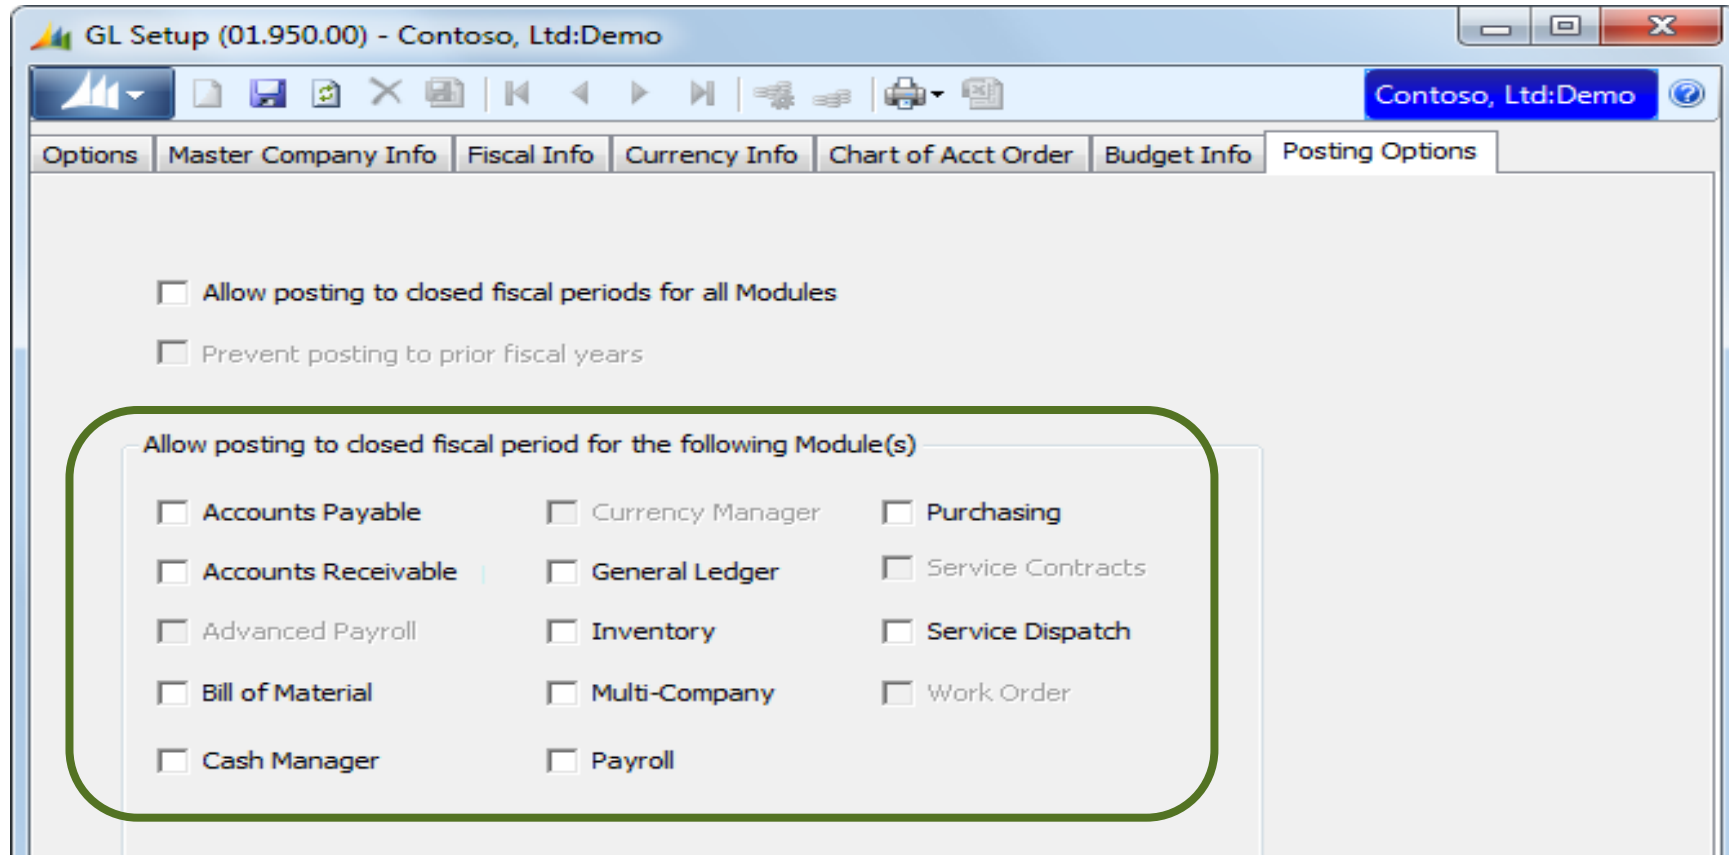 GL Setup (01.950.00) - Contoso, Ltd:Demo
Contoso, Ltd:Demo
Options Master Company Info Fiscal Info Currency Info Chart of Acct Order Budget Info Posting Options
Allow posting to closed fiscal periods for all Modules
Prevent posting to prior fiscal years
Allow posting to closed fiscal period for the following Module(s)
Accounts Payable Currency Manager Purchasing
Accounts Receivable General Ledger Service Contracts
Advanced Payroll Inventory Service Dispatch
Bill of Material Multi-Company Work Order
Cash Manager Payroll